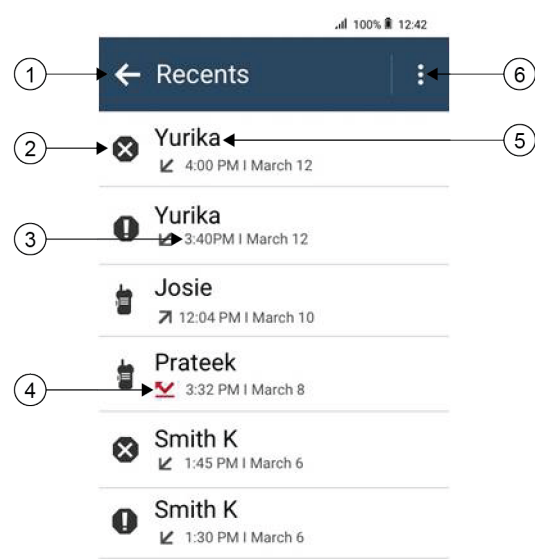 100% 12:42
1 Recents 6
2 Yurika 5
4:00 PM I March 12
Yurika
3 3:40PM I March 12
Josie
12:04 PM I March 10
Prateek
4 3:32 PM I March 8
Smith K
1:45 PM I March 6
Smith K
1:30 PM I March 6